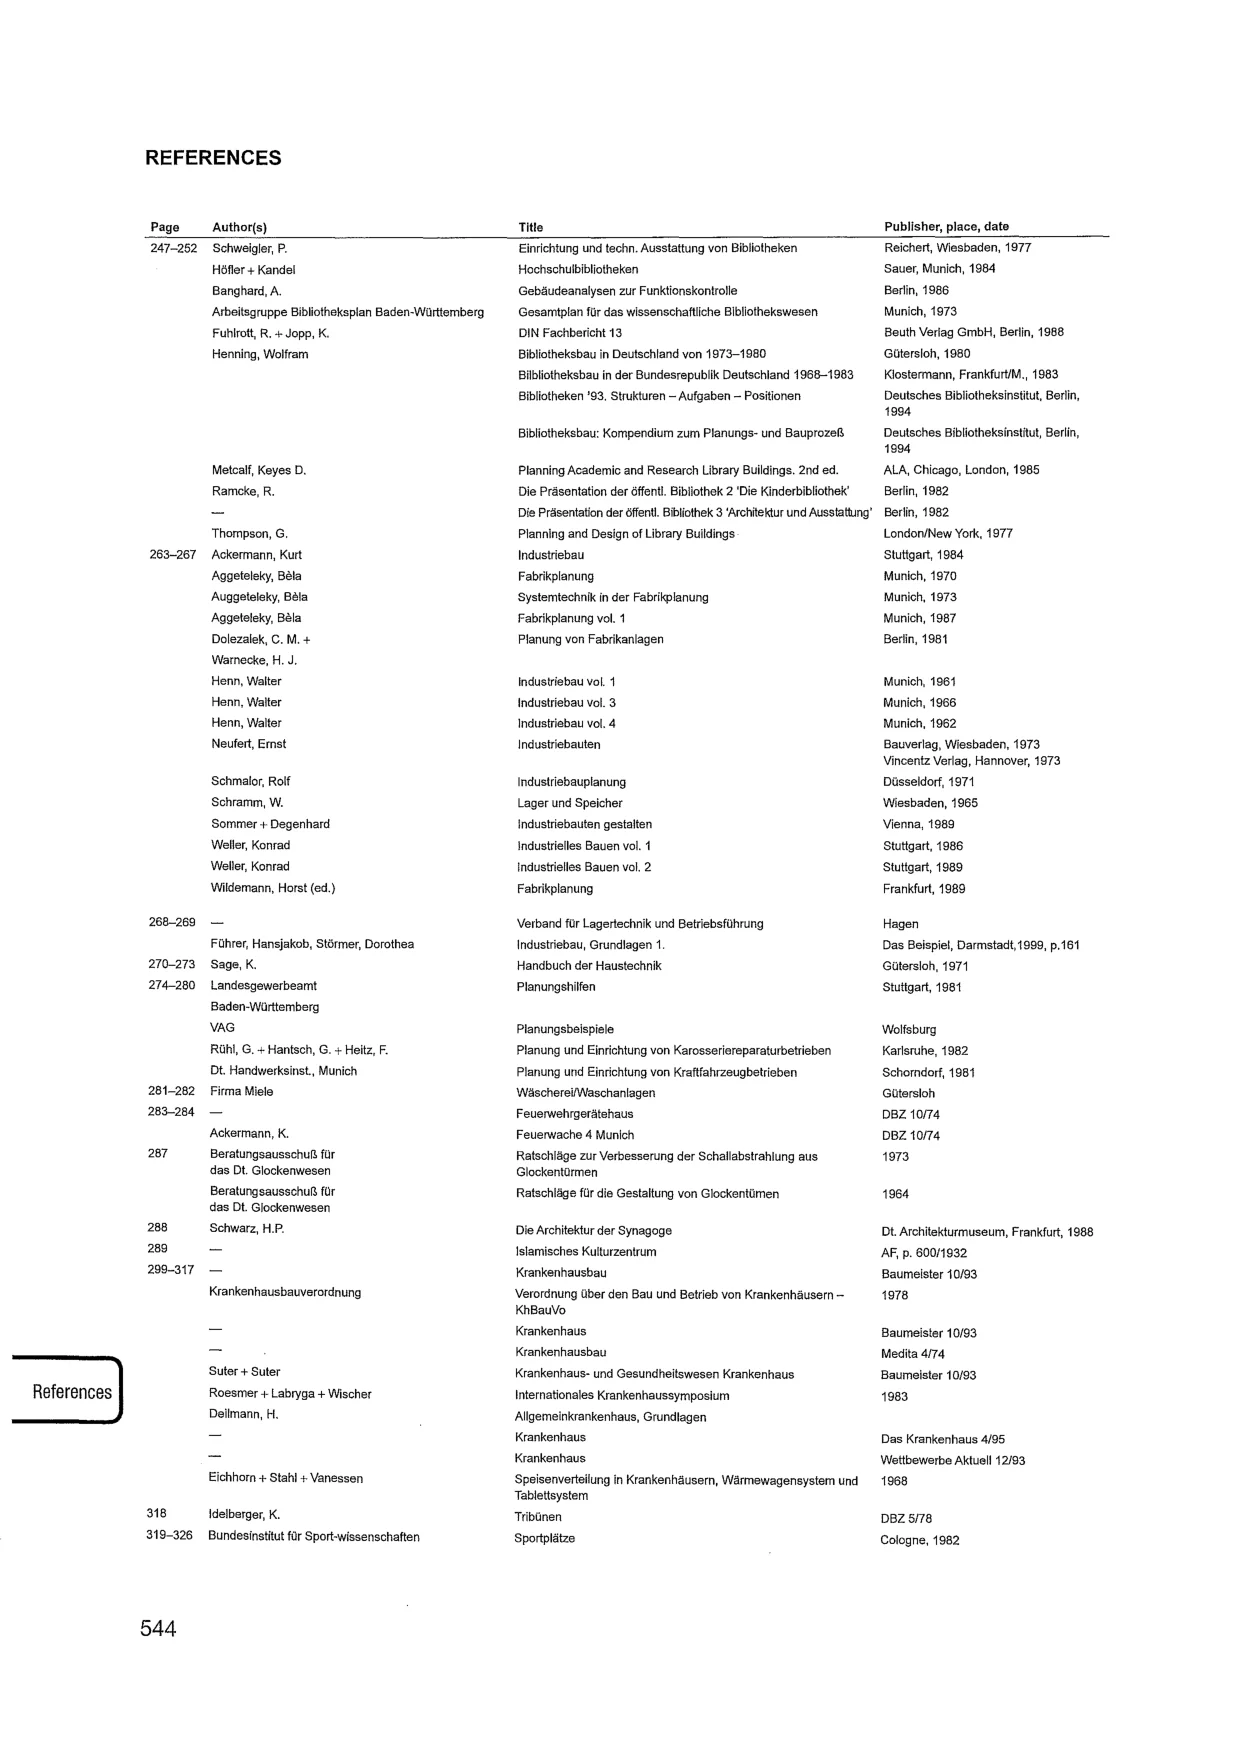 REFERENCES
Page Author(s) Title Publisher, place, date
247–252 Schweigler, P. Einrichtung und techn. Ausstattung von Bibliotheken Reichert, Wiesbaden, 1977
Höfler + Kandel Hochschulbibliotheken Sauer, Munich, 1984
Banghard, A. Gebäudeanalysen zur Funktionskontrolle Berlin, 1986
Arbeitsgruppe Bibliotheksplan Baden-Württemberg Gesamtplan für das wissenschaftliche Bibliothekswesen Munich, 1973
Fuhlrott, R. + Jopp, K. DIN Fachbericht 13 Beuth Verlag GmbH, Berlin, 1988
Henning, Wolfram Bibliotheksbau in Deutschland von 1973–1980 Gütersloh, 1980
Bilbliotheksbau in der Bundesrepublik Deutschland 1968–1983 Klostermann, Frankfurt/M., 1983
Bibliotheken '93. Strukturen – Aufgaben – Positionen Deutsches Bibliotheksinstitut, Berlin,
1994
Bibliotheksbau: Kompendium zum Planungs- und Bauprozeß Deutsches Bibliotheksinstitut, Berlin,
1994
Metcalf, Keyes D. Planning Academic and Research Library Buildings. 2nd ed. ALA, Chicago, London, 1985
Ramcke, R. Die Präsentation der öffentl. Bibliothek 2 'Die Kinderbibliothek' Berlin, 1982
— Die Präsentation der öffentl. Bibliothek 3 'Architektur und Ausstattung' Berlin, 1982
Thompson, G. Planning and Design of Library Buildings London/New York, 1977
263–267 Ackermann, Kurt Industriebau Stuttgart, 1984
Aggeteleky, Bèla Fabrikplanung Munich, 1970
Auggeteleky, Bèla Systemtechnik in der Fabrikplanung Munich, 1973
Aggeteleky, Bèla Fabrikplanung vol. 1 Munich, 1987
Dolezalek, C. M. + Planung von Fabrikanlagen Berlin, 1981
Warnecke, H. J.
Henn, Walter Industriebau vol. 1 Munich, 1961
Henn, Walter Industriebau vol. 3 Munich, 1966
Henn, Walter Industriebau vol. 4 Munich, 1962
Neufert, Ernst Industriebauten Bauverlag, Wiesbaden, 1973
Vincentz Verlag, Hannover, 1973
Schmalor, Rolf Industriebauplanung Düsseldorf, 1971
Schramm, W. Lager und Speicher Wiesbaden, 1965
Sommer + Degenhard Industriebauten gestalten Vienna, 1989
Weller, Konrad Industrielles Bauen vol. 1 Stuttgart, 1986
Weller, Konrad Industrielles Bauen vol. 2 Stuttgart, 1989
Wildemann, Horst (ed.) Fabrikplanung Frankfurt, 1989
268–269 — Verband für Lagertechnik und Betriebsführung Hagen
Führer, Hansjakob, Störmer, Dorothea Industriebau, Grundlagen 1. Das Beispiel, Darmstadt,1999, p.161
270–273 Sage, K. Handbuch der Haustechnik Gütersloh, 1971
274–280 Landesgewerbeamt Planungshilfen Stuttgart, 1981
Baden-Württemberg
VAG Planungsbeispiele Wolfsburg
Rühl, G. + Hantsch, G. + Heitz, F. Planung und Einrichtung von Karosseriereparaturbetrieben Karlsruhe, 1982
Dt. Handwerksinst., Munich Planung und Einrichtung von Kraftfahrzeugbetrieben Schorndorf, 1981
281–282 Firma Miele Wäscherei/Waschanlagen Gütersloh
283–284 — Feuerwehrgerätehaus DBZ 10/74
Ackermann, K. Feuerwache 4 Munich DBZ 10/74
287 Beratungsausschuß für Ratschläge zur Verbesserung der Schallabstrahlung aus 1973
das Dt. Glockenwesen Glockentürmen
Beratungsausschuß für Ratschläge für die Gestaltung von Glockentümen 1964
das Dt. Glockenwesen
288 Schwarz, H.P. Die Architektur der Synagoge Dt. Architekturmuseum, Frankfurt, 1988
289 — Islamisches Kulturzentrum AF, p. 600/1932
299–317 — Krankenhausbau Baumeister 10/93
Krankenhausbauverordnung Verordnung über den Bau und Betrieb von Krankenhäusern – 1978
KhBauVo
— Krankenhaus Baumeister 10/93
— Krankenhausbau Medita 4/74
Suter + Suter Krankenhaus- und Gesundheitswesen Krankenhaus Baumeister 10/93
Roesmer + Labryga + Wischer Internationales Krankenhaussymposium 1983
Deilmann, H. Allgemeinkrankenhaus, Grundlagen
— Krankenhaus Das Krankenhaus 4/95
— Krankenhaus Wettbewerbe Aktuell 12/93
Eichhorn + Stahl + Vanessen Speisenverteilung in Krankenhäusern, Wärmewagensystem und 1968
Tablettsystem
318 Idelberger, K. Tribünen DBZ 5/78
319–326 Bundesinstitut für Sport-wissenschaften Sportplätze Cologne, 1982
References
544